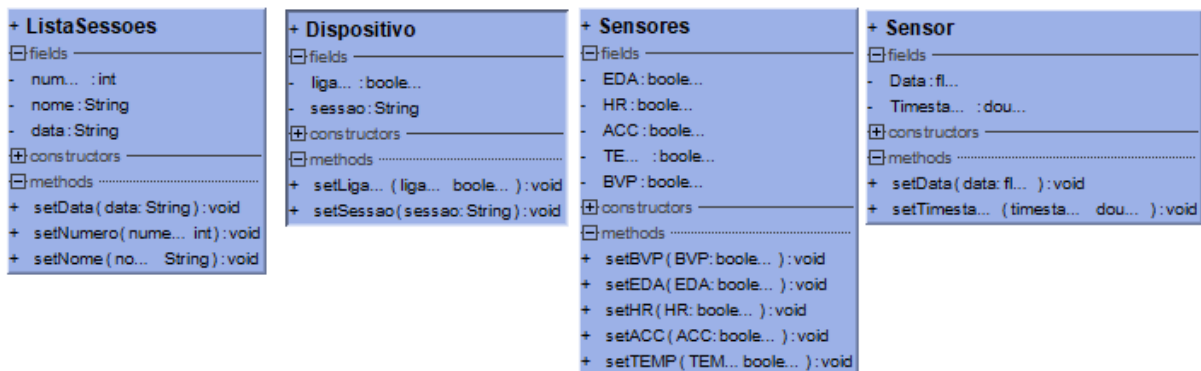 + ListaSessoes
fields
- num... : int
- nome : String
- data : String
constructors
methods
+ setData ( data: String ) : void
+ setNumero ( nume... int ) : void
+ setNome ( no... String ) : void
+ Dispositivo
fields
- liga... : boole...
- sessao : String
constructors
methods
+ setLiga... ( liga... boole... ) : void
+ setSessao ( sessao: String ) : void
+ Sensores
fields
- EDA : boole...
- HR : boole...
- ACC : boole...
- TE... : boole...
- BVP : boole...
constructors
methods
+ setBVP ( BVP: boole... ) : void
+ setEDA ( EDA: boole... ) : void
+ setHR ( HR: boole... ) : void
+ setACC ( ACC: boole... ) : void
+ setTEMP ( TEM... boole... ) : void
+ Sensor
fields
- Data : fl...
- Timesta... : dou...
constructors
methods
+ setData ( data: fl... ) : void
+ setTimesta... ( timesta... dou... ) : void